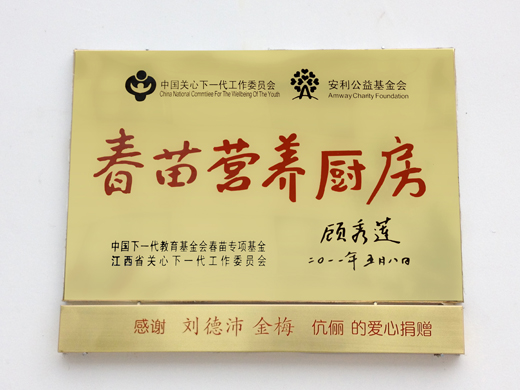 中国关心下一代工作委员会
China National Committee For The Wellbeing Of The Youth
安利公益基金会
Amway Charity Foundation
春苗营养厨房
中国下一代教育基金会春苗专项基金
江西省关心下一代工作委员会
顾秀莲
二〇一一年五月八日
感谢 刘德沛 金梅 伉俪 的爱心捐赠